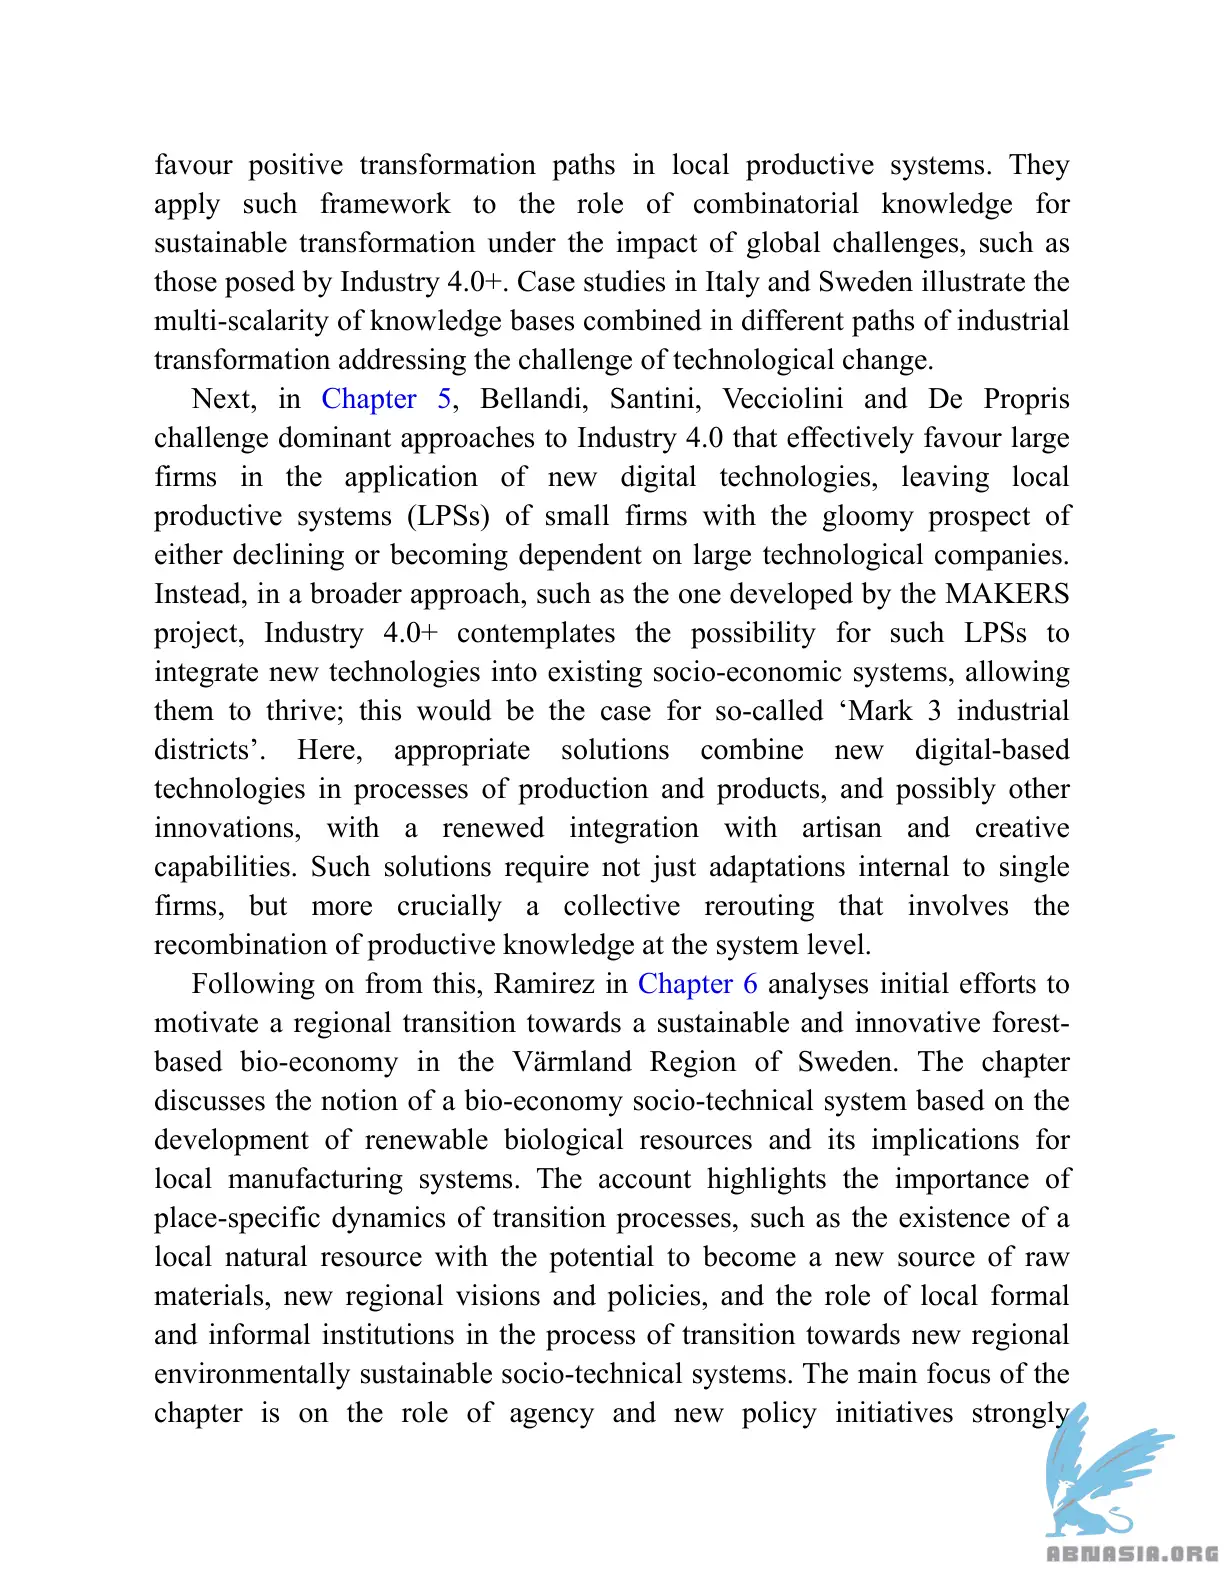 favour positive transformation paths in local productive systems. They
apply such framework to the role of combinatorial knowledge for
sustainable transformation under the impact of global challenges, such as
those posed by Industry 4.0+. Case studies in Italy and Sweden illustrate the
multi-scalarity of knowledge bases combined in different paths of industrial
transformation addressing the challenge of technological change.
Next, in Chapter 5, Bellandi, Santini, Vecciolini and De Propris
challenge dominant approaches to Industry 4.0 that effectively favour large
firms in the application of new digital technologies, leaving local
productive systems (LPSs) of small firms with the gloomy prospect of
either declining or becoming dependent on large technological companies.
Instead, in a broader approach, such as the one developed by the MAKERS
project, Industry 4.0+ contemplates the possibility for such LPSs to
integrate new technologies into existing socio-economic systems, allowing
them to thrive; this would be the case for so-called ‘Mark 3 industrial
districts’. Here, appropriate solutions combine new digital-based
technologies in processes of production and products, and possibly other
innovations, with a renewed integration with artisan and creative
capabilities. Such solutions require not just adaptations internal to single
firms, but more crucially a collective rerouting that involves the
recombination of productive knowledge at the system level.
Following on from this, Ramirez in Chapter 6 analyses initial efforts to
motivate a regional transition towards a sustainable and innovative forest-
based bio-economy in the Värmland Region of Sweden. The chapter
discusses the notion of a bio-economy socio-technical system based on the
development of renewable biological resources and its implications for
local manufacturing systems. The account highlights the importance of
place-specific dynamics of transition processes, such as the existence of a
local natural resource with the potential to become a new source of raw
materials, new regional visions and policies, and the role of local formal
and informal institutions in the process of transition towards new regional
environmentally sustainable socio-technical systems. The main focus of the
chapter is on the role of agency and new policy initiatives strongly
ABNASIA.ORG